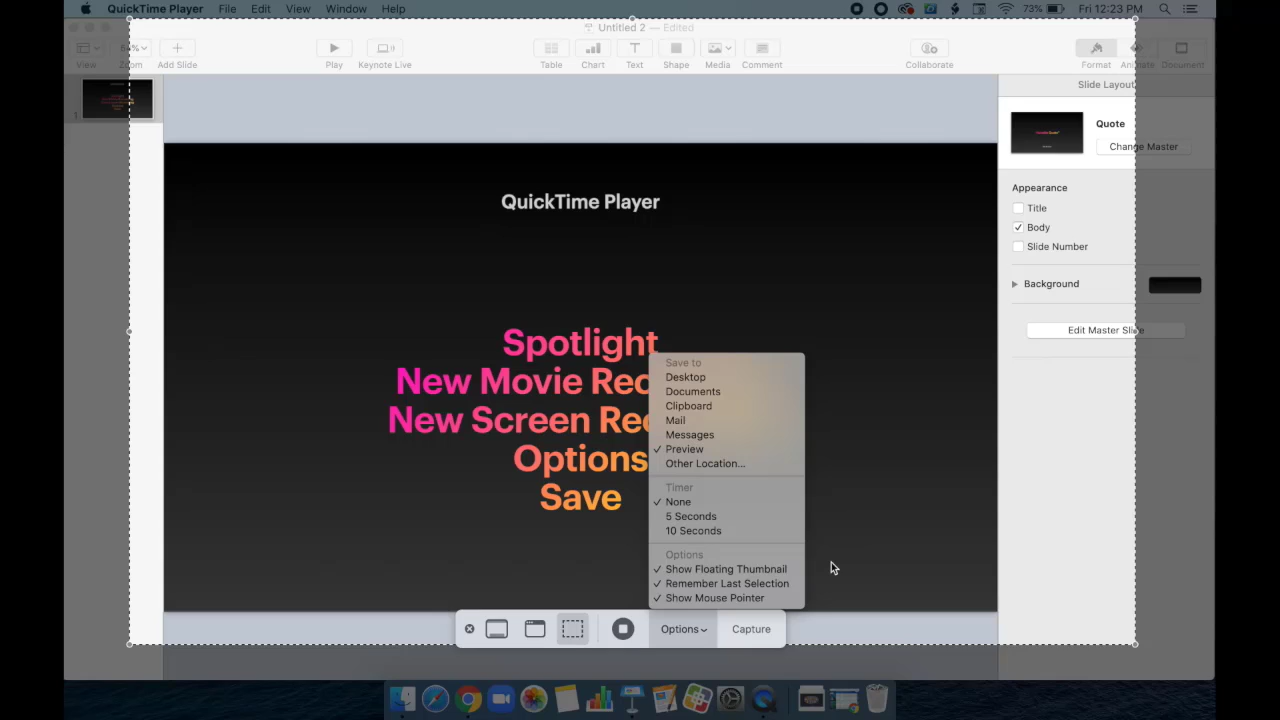 QuickTime Player File Edit View Window Help 73% Fri 12:23 PM
Untitled 2 — Edited
64%
View Zoom Add Slide Play Keynote Live Table Chart Text Shape Media Comment Collaborate Format Animate Document
Slide Layout
1
Quote
Change Master
Appearance
Title
Body
Slide Number
Background
Edit Master Slide
QuickTime Player
Spotlight
New Movie Rec
New Screen Rec
Options
Save
Save to
Desktop
Documents
Clipboard
Mail
Messages
Preview
Other Location...
Timer
None
5 Seconds
10 Seconds
Options
Show Floating Thumbnail
Remember Last Selection
Show Mouse Pointer
Options Capture